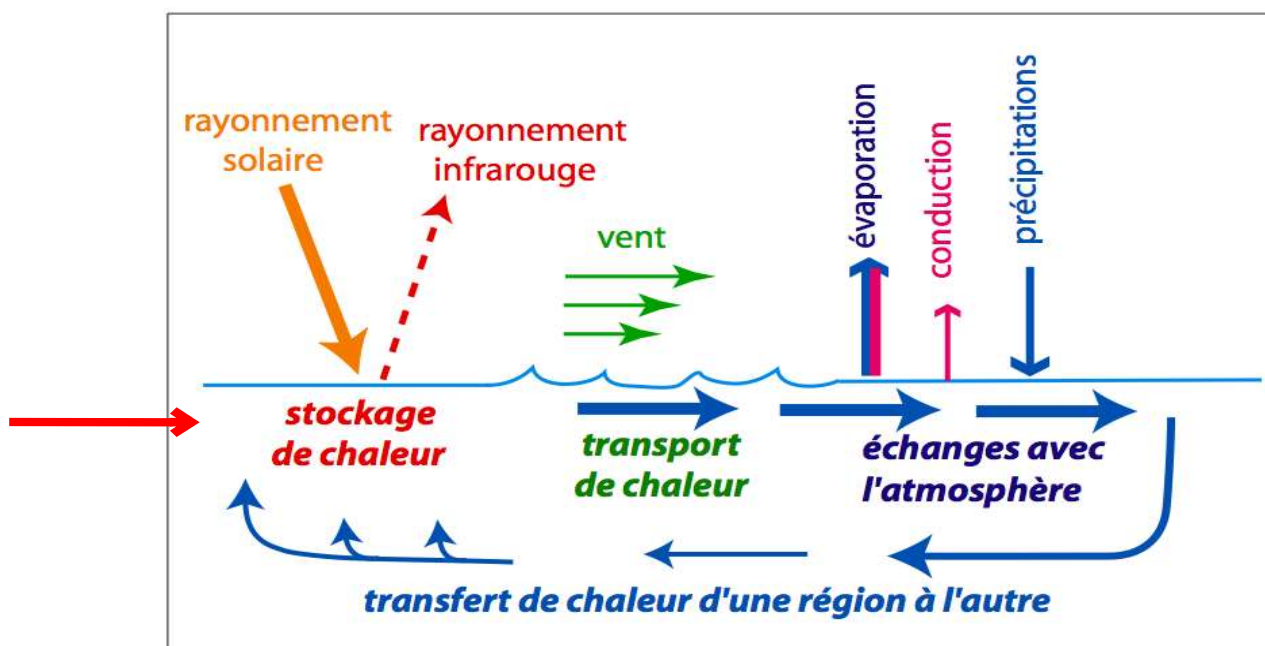 rayonnement
solaire
rayonnement
infrarouge
vent
évaporation
conduction
précipitations
stockage
de chaleur
transport
de chaleur
échanges avec
l'atmosphère
transfert de chaleur d'une région à l'autre